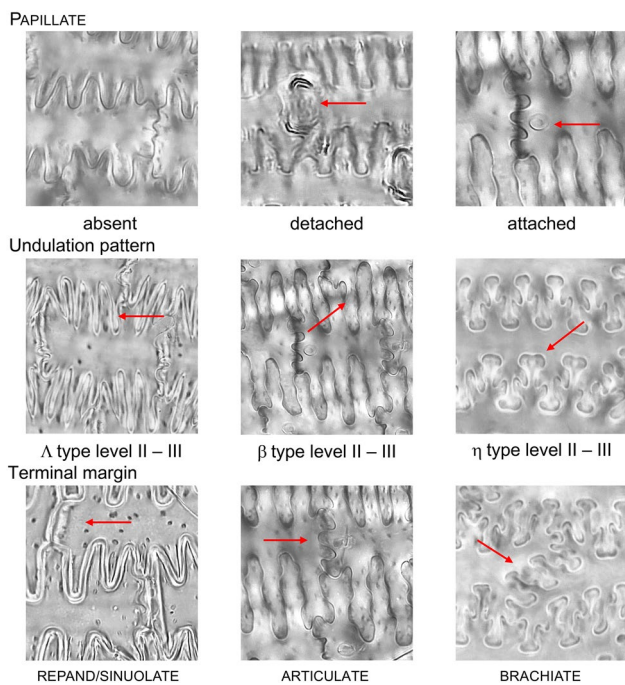 PAPILLATE
absent detached attached
Undulation pattern
Λ type level II – III β type level II – III η type level II – III
Terminal margin
REPAND/SINUOLATE ARTICULATE BRACHIATE